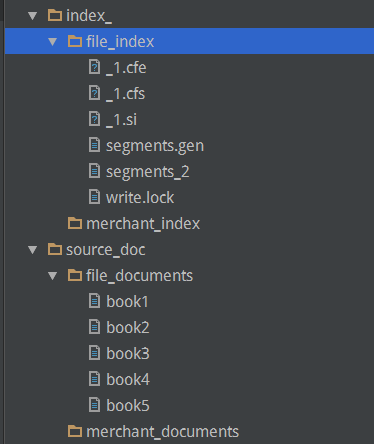 index_
file_index
_1.cfe
_1.cfs
_1.si
segments.gen
segments_2
write.lock
merchant_index
source_doc
file_documents
book1
book2
book3
book4
book5
merchant_documents